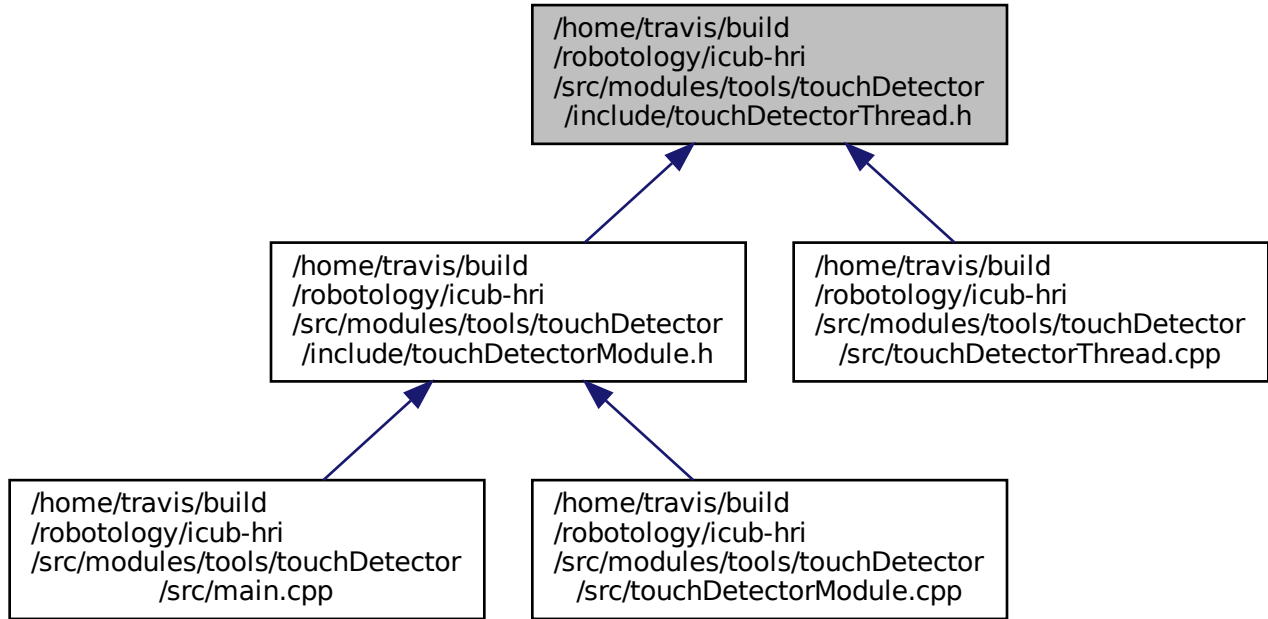 /home/travis/build
/robotology/icub-hri
/src/modules/tools/touchDetector
/include/touchDetectorThread.h
/home/travis/build
/robotology/icub-hri
/src/modules/tools/touchDetector
/include/touchDetectorModule.h
/home/travis/build
/robotology/icub-hri
/src/modules/tools/touchDetector
/src/touchDetectorThread.cpp
/home/travis/build
/robotology/icub-hri
/src/modules/tools/touchDetector
/src/main.cpp
/home/travis/build
/robotology/icub-hri
/src/modules/tools/touchDetector
/src/touchDetectorModule.cpp